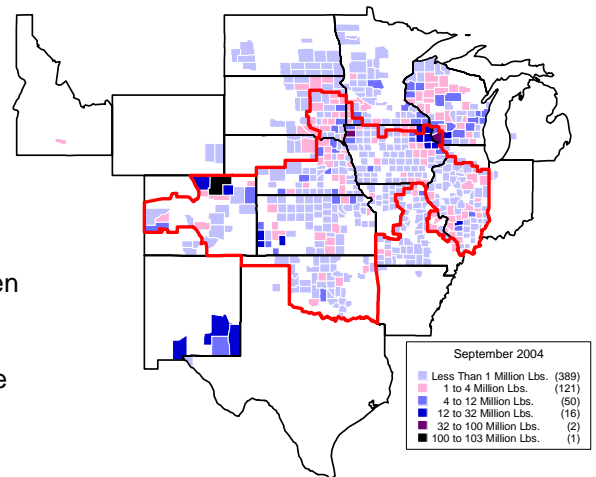 en
e
September 2004
Less Than 1 Million Lbs. (389)
1 to 4 Million Lbs. (121)
4 to 12 Million Lbs. (50)
12 to 32 Million Lbs. (16)
32 to 100 Million Lbs. (2)
100 to 103 Million Lbs. (1)